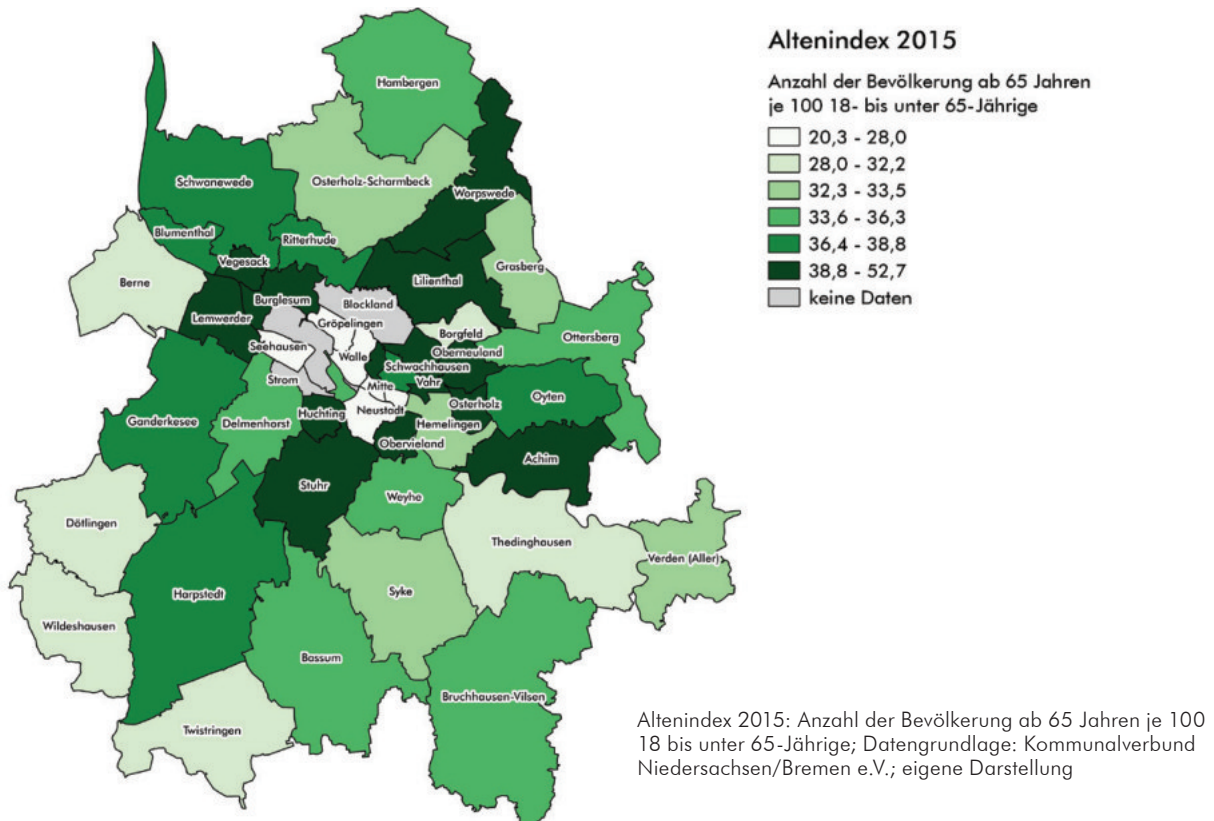 Altenindex 2015
Anzahl der Bevölkerung ab 65 Jahren
je 100 18- bis unter 65-Jährige
20,3 - 28,0
28,0 - 32,2
32,3 - 33,5
33,6 - 36,3
36,4 - 38,8
38,8 - 52,7
keine Daten
Hambergen
Schwanewede
Osterholz-Scharmbeck
Worpswede
Blumenthal
Ritterhude
Vegesack
Grasberg
Berne
Lilienthal
Burglesum
Blockland
Lemwerder
Gröpelingen
Borgfeld
Ottersberg
Seehausen
Walle
Oberneuland
Schwachhausen
Strom
Mitte
Vahr
Oyten
Osterholz
Ganderkesee
Delmenhorst
Huchting
Neustadt
Hemelingen
Obervieland
Achim
Stuhr
Weyhe
Dötlingen
Thedinghausen
Verden (Aller)
Harpstedt
Syke
Wildeshausen
Bassum
Bruchhausen-Vilsen
Twistringen
Altenindex 2015: Anzahl der Bevölkerung ab 65 Jahren je 100
18 bis unter 65-Jährige; Datengrundlage: Kommunalverbund
Niedersachsen/Bremen e.V.; eigene Darstellung